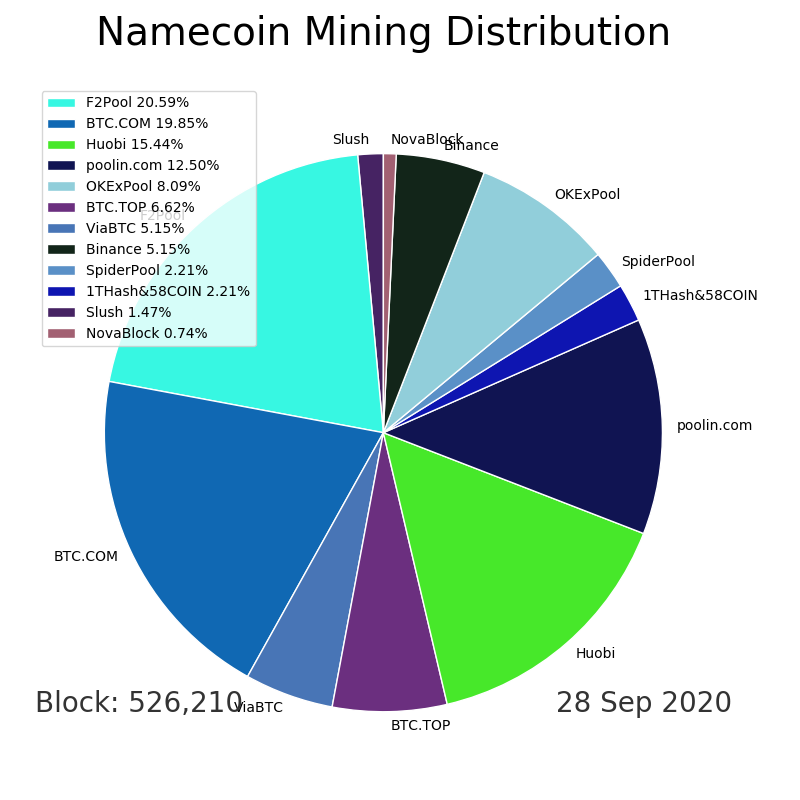 Namecoin Mining Distribution
F2Pool 20.59%
BTC.COM 19.85%
Huobi 15.44%
poolin.com 12.50%
OKExPool 8.09%
BTC.TOP 6.62%
ViaBTC 5.15%
Binance 5.15%
SpiderPool 2.21%
1THash&58COIN 2.21%
Slush 1.47%
NovaBlock 0.74%
Slush
NovaBlock
Binance
OKExPool
F2Pool
SpiderPool
1THash&58COIN
poolin.com
BTC.COM
Huobi
ViaBTC
BTC.TOP
Block: 526,210
28 Sep 2020